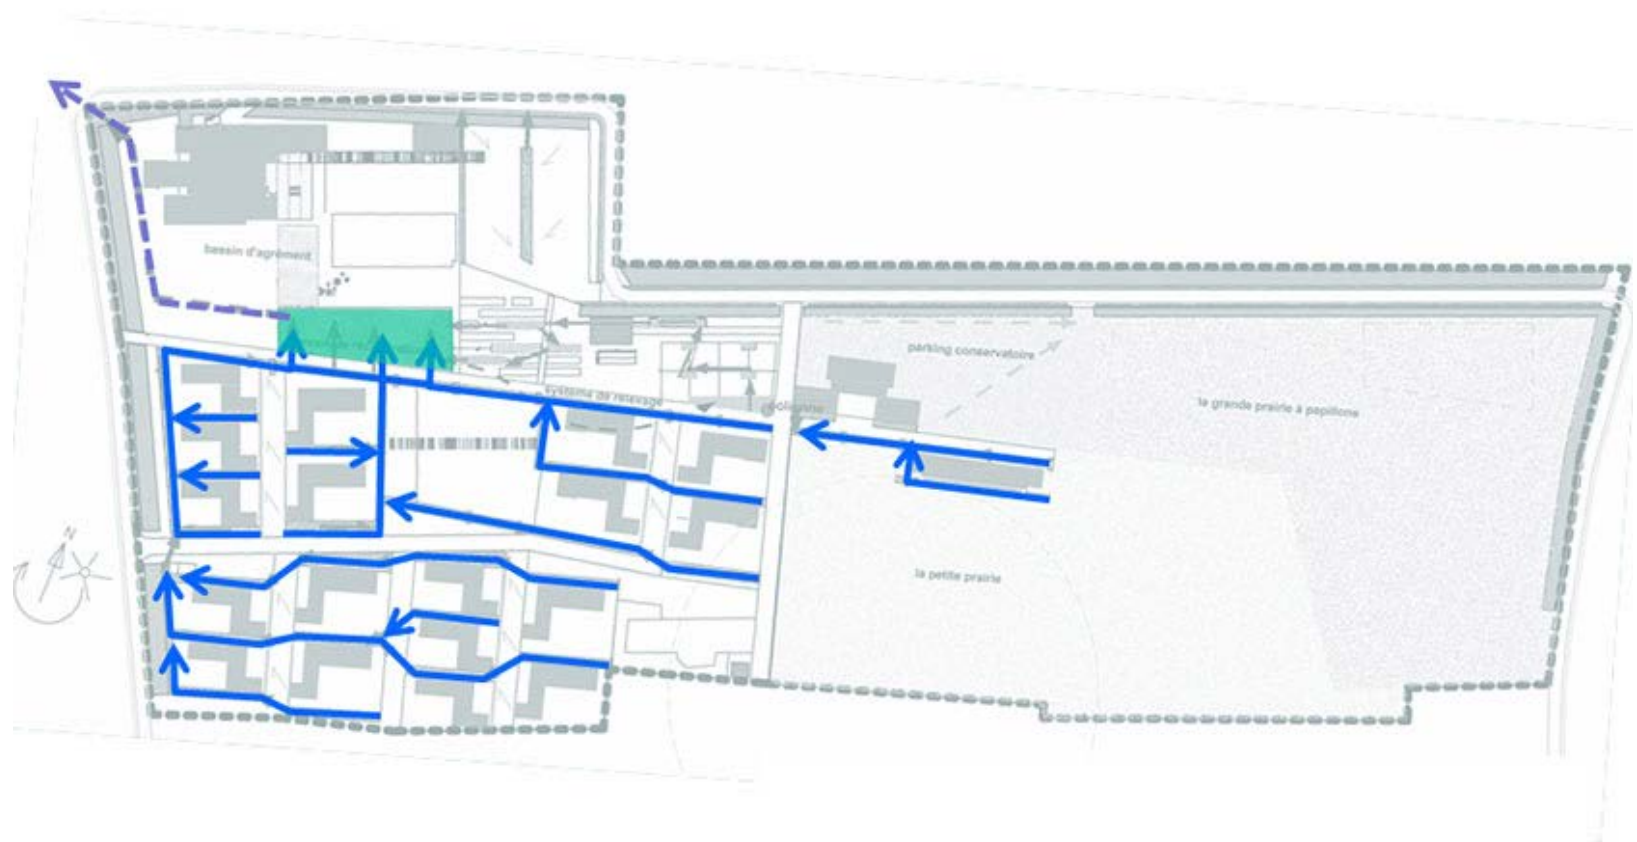 bassin d'agrément
parking conservatoire
la grande prairie à papillons
système de relevage
la petite prairie
N